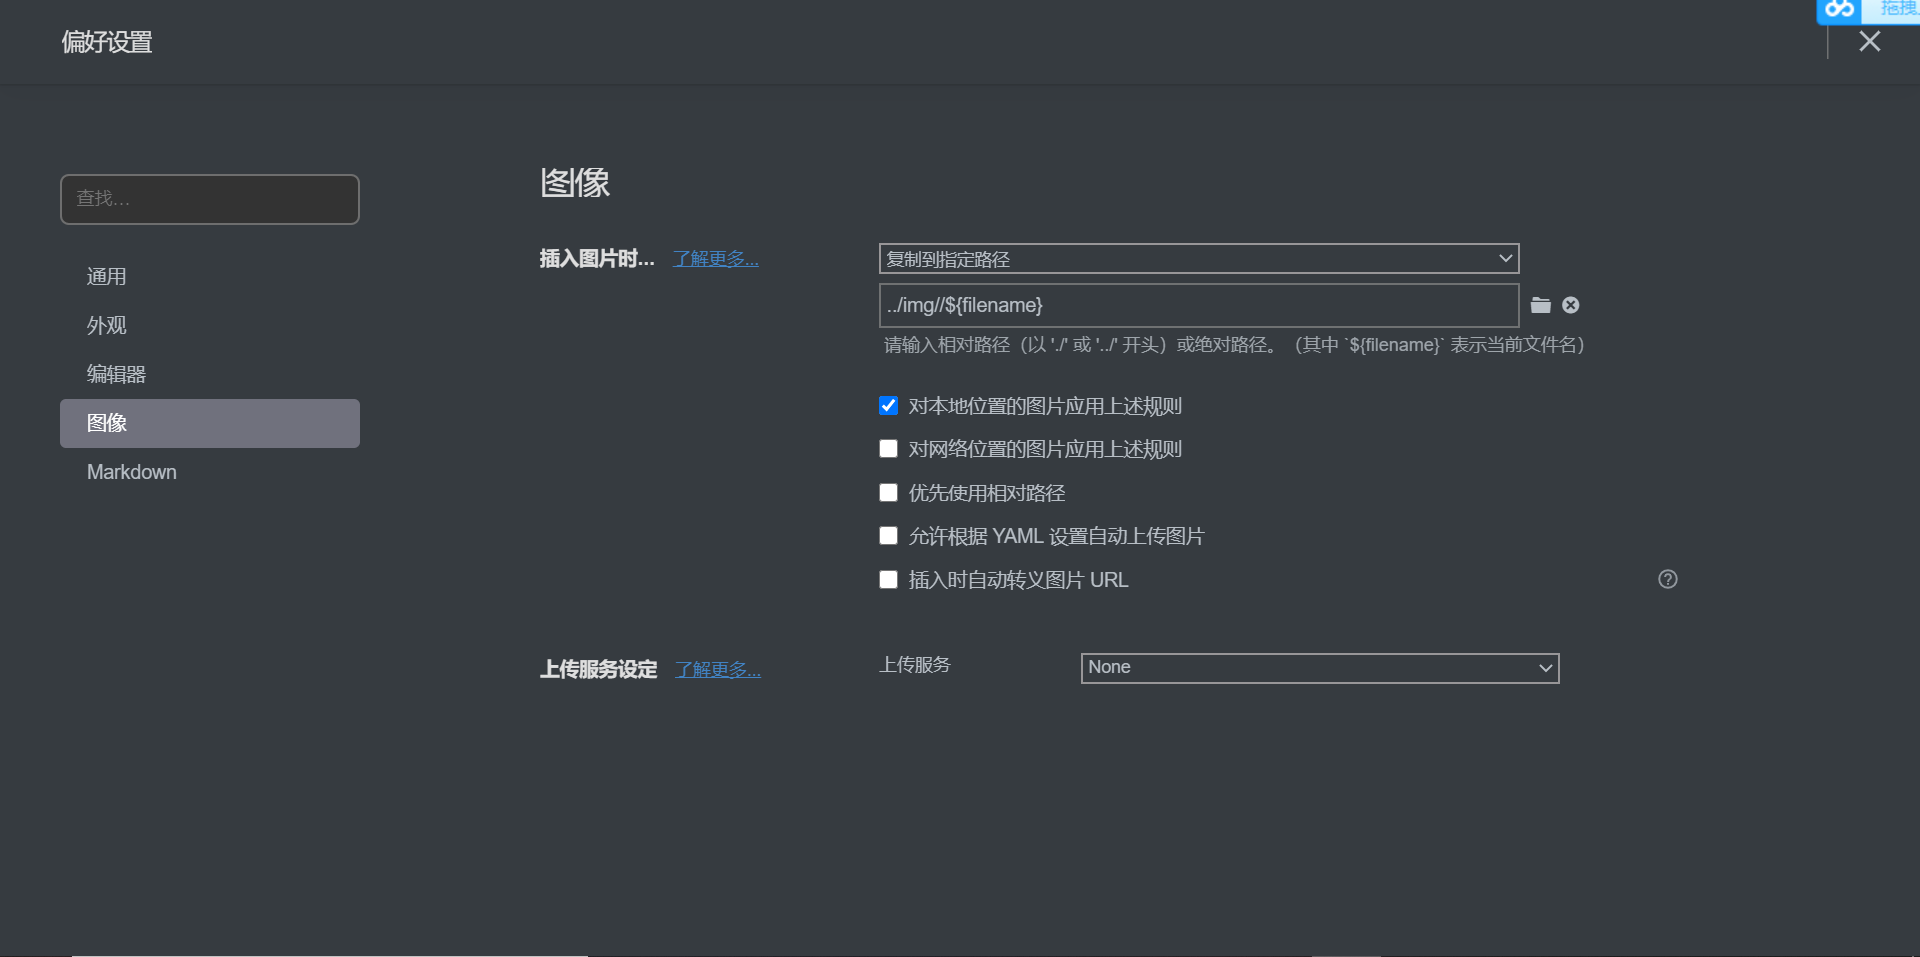 拖拽
偏好设置
查找...
通用
外观
编辑器
图像
Markdown
图像
插入图片时... 了解更多...
复制到指定路径
../img//${filename}
请输入相对路径（以 './' 或 '../' 开头）或绝对路径。（其中 `${filename}` 表示当前文件名）
对本地位置的图片应用上述规则
对网络位置的图片应用上述规则
优先使用相对路径
允许根据 YAML 设置自动上传图片
插入时自动转义图片 URL
上传服务设定 了解更多...
上传服务
None